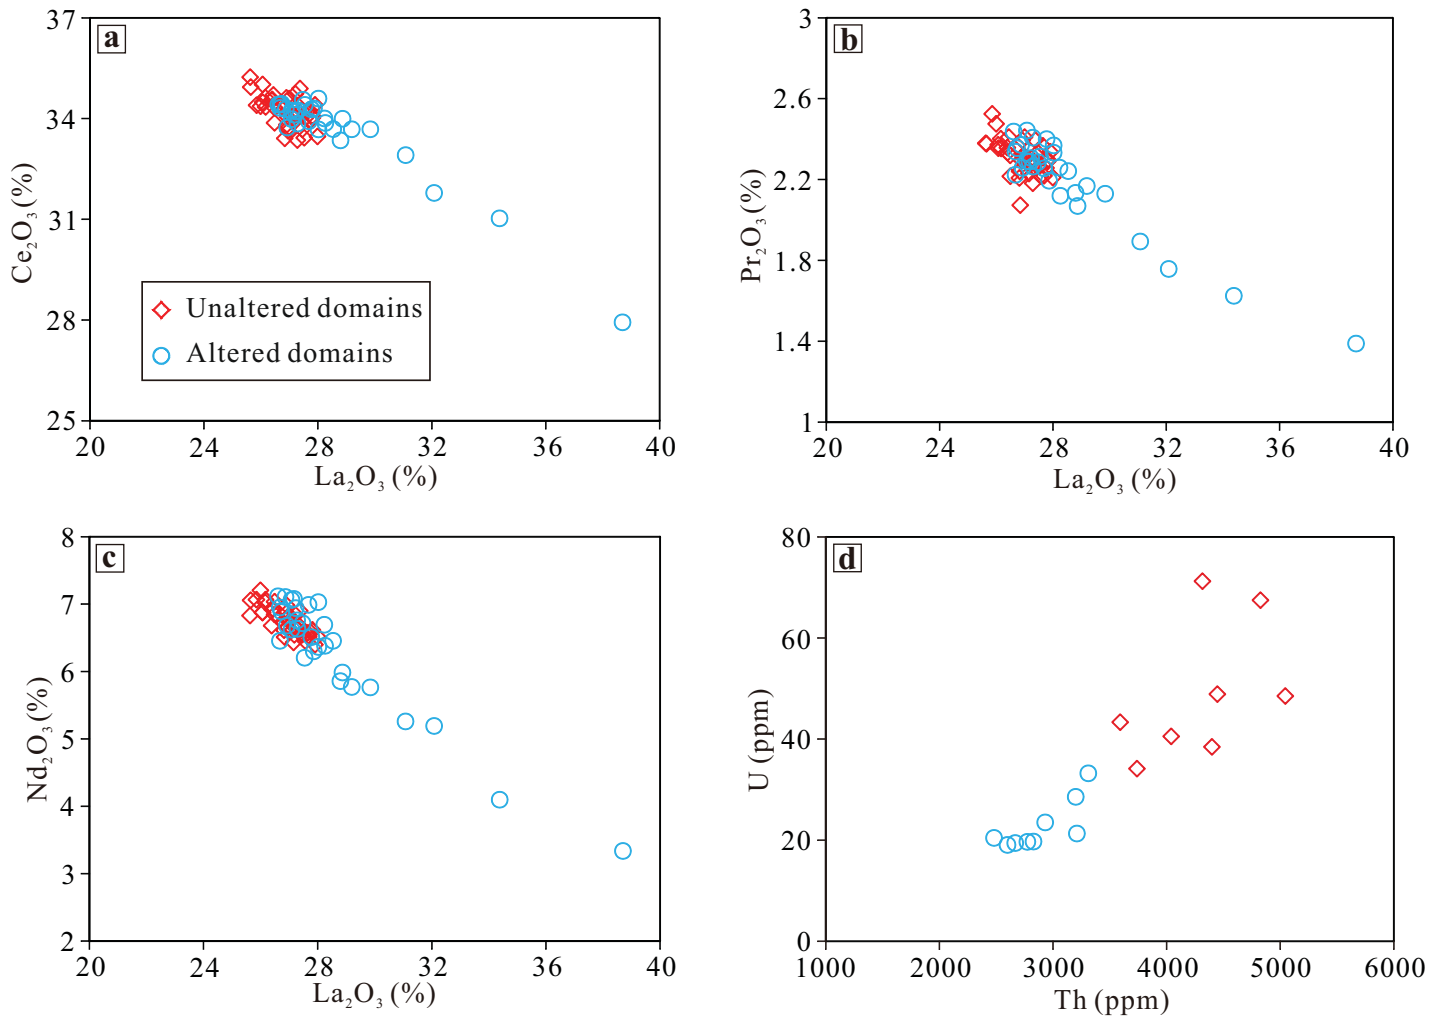 a
37
34
31
28
25
Ce₂O₃ (%)
Unaltered domains
Altered domains
20 24 28 32 36 40
La₂O₃ (%)
b
3
2.6
2.2
1.8
1.4
1
Pr₂O₃ (%)
20 24 28 32 36 40
La₂O₃ (%)
c
8
7
6
5
4
3
2
Nd₂O₃ (%)
20 24 28 32 36 40
La₂O₃ (%)
d
80
60
40
20
0
U (ppm)
1000 2000 3000 4000 5000 6000
Th (ppm)